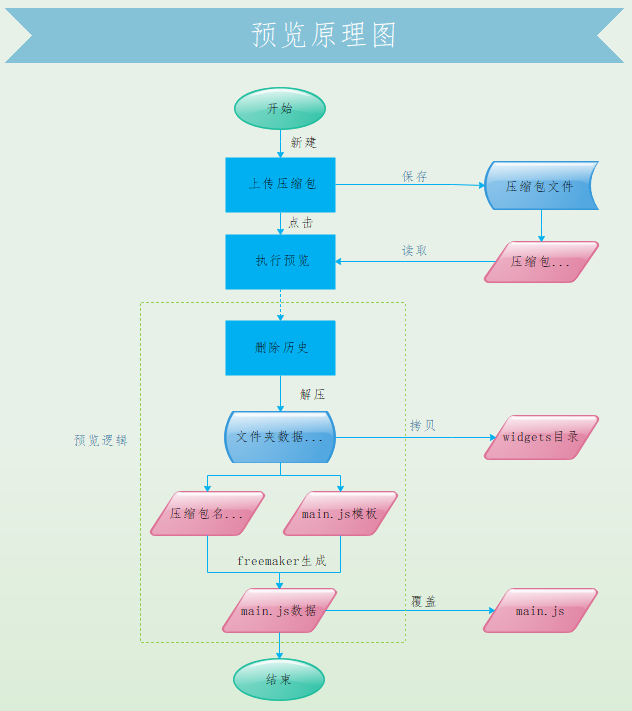 预览原理图
开始
新建
上传压缩包
保存
压缩包文件
点击
执行预览
读取
压缩包...
删除历史
解压
预览逻辑
文件夹数据...
拷贝
widgets目录
压缩包名...
main.js模板
freemaker生成
main.js数据
覆盖
main.js
结束